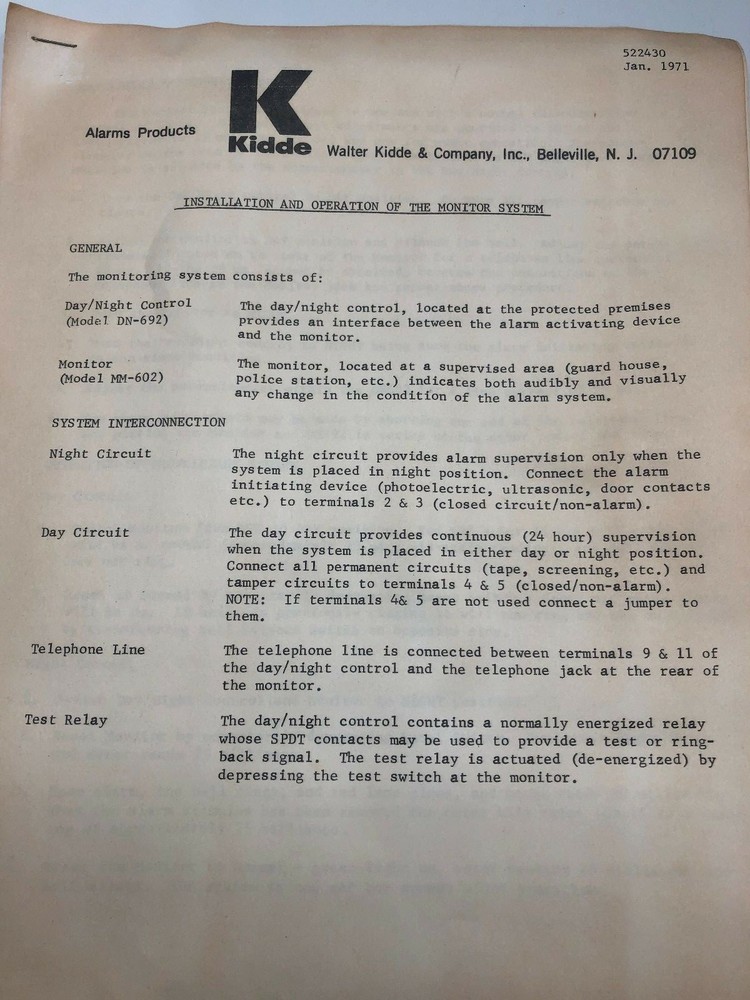 522430
Jan. 1971
K
Kidde
Alarms Products
Walter Kidde & Company, Inc., Belleville, N. J. 07109
INSTALLATION AND OPERATION OF THE MONITOR SYSTEM
GENERAL
The monitoring system consists of:
Day/Night Control
(Model DN-692)
The day/night control, located at the protected premises
provides an interface between the alarm activating device
and the monitor.
Monitor
(Model MM-602)
The monitor, located at a supervised area (guard house,
police station, etc.) indicates both audibly and visually
any change in the condition of the alarm system.
SYSTEM INTERCONNECTION
Night Circuit
The night circuit provides alarm supervision only when the
system is placed in night position. Connect the alarm
initiating device (photoelectric, ultrasonic, door contacts
etc.) to terminals 2 & 3 (closed circuit/non-alarm).
Day Circuit
The day circuit provides continuous (24 hour) supervision
when the system is placed in either day or night position.
Connect all permanent circuits (tape, screening, etc.) and
tamper circuits to terminals 4 & 5 (closed/non-alarm).
NOTE: If terminals 4& 5 are not used connect a jumper to
them.
Telephone Line
The telephone line is connected between terminals 9 & 11 of
the day/night control and the telephone jack at the rear of
the monitor.
Test Relay
The day/night control contains a normally energized relay
whose SPDT contacts may be used to provide a test or ring-
back signal. The test relay is actuated (de-energized) by
depressing the test switch at the monitor.